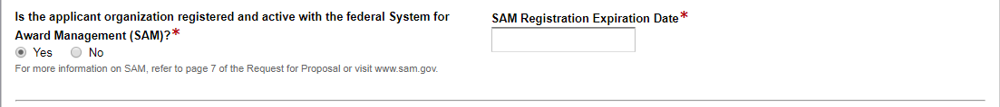 Is the applicant organization registered and active with the federal System for
Award Management (SAM)?*
Yes No
For more information on SAM, refer to page 7 of the Request for Proposal or visit www.sam.gov.
SAM Registration Expiration Date*